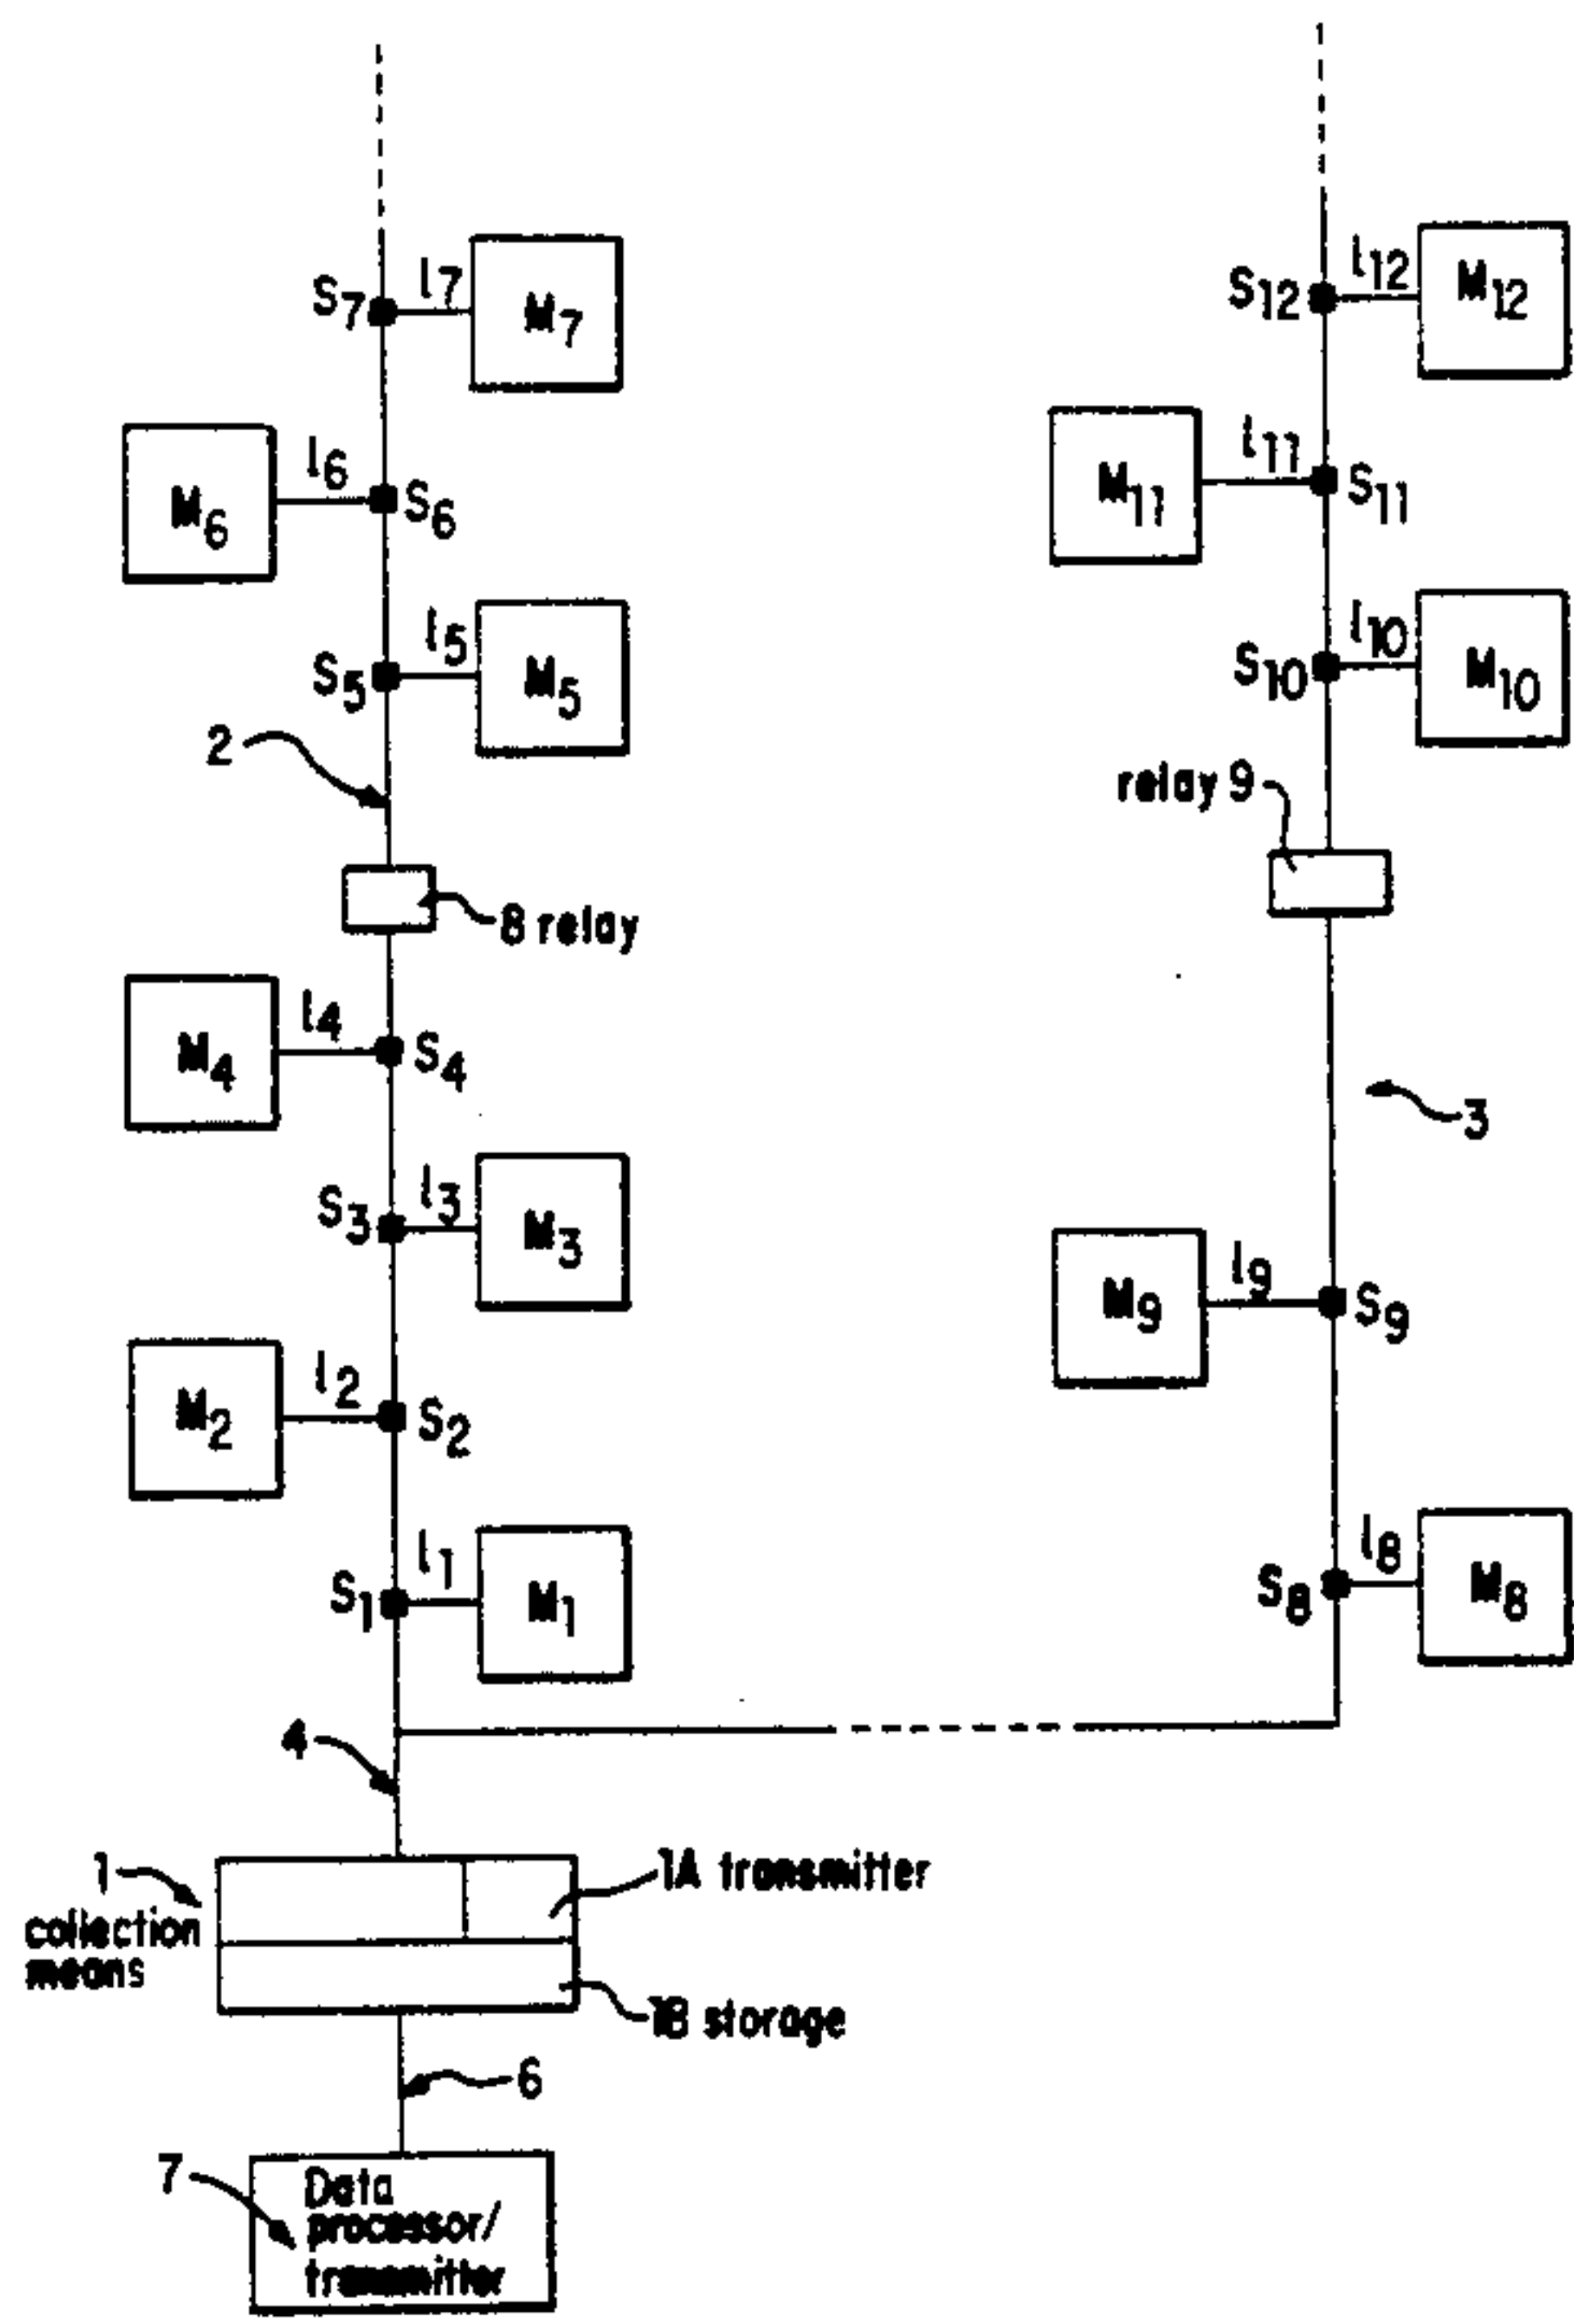 S7 l7 M7
S12 l12 M12
M6 l6 S6
M11 l11 S11
S5 l5 M5
S10 l10 M10
2
relay 9
8 relay
M4 l4 S4
3
S3 l3 M3
M9 l9 S9
M2 l2 S2
S1 l1 M1
S8 l8 M8
4
1
collection
means
1A transmitter
1B storage
6
7
Data
processor/
transmitter